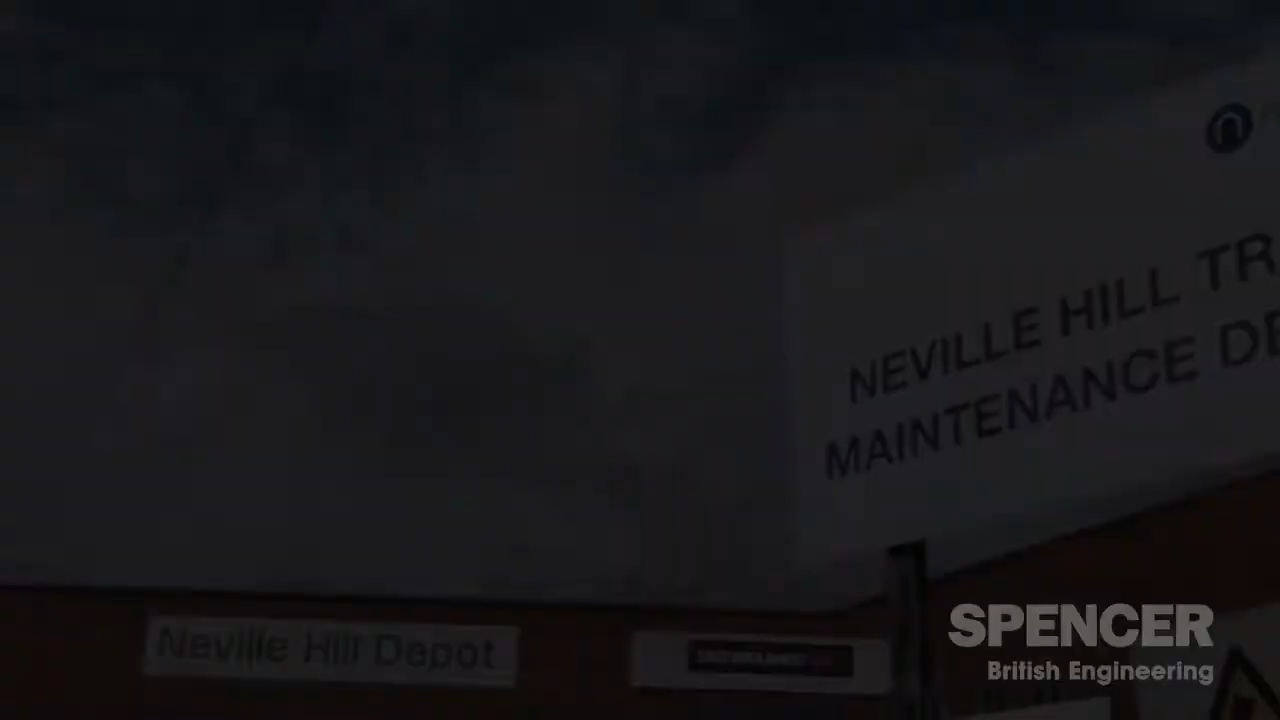 NEVILLE HILL TR
MAINTENANCE DE
Neville Hill Depot
SPENCER
British Engineering